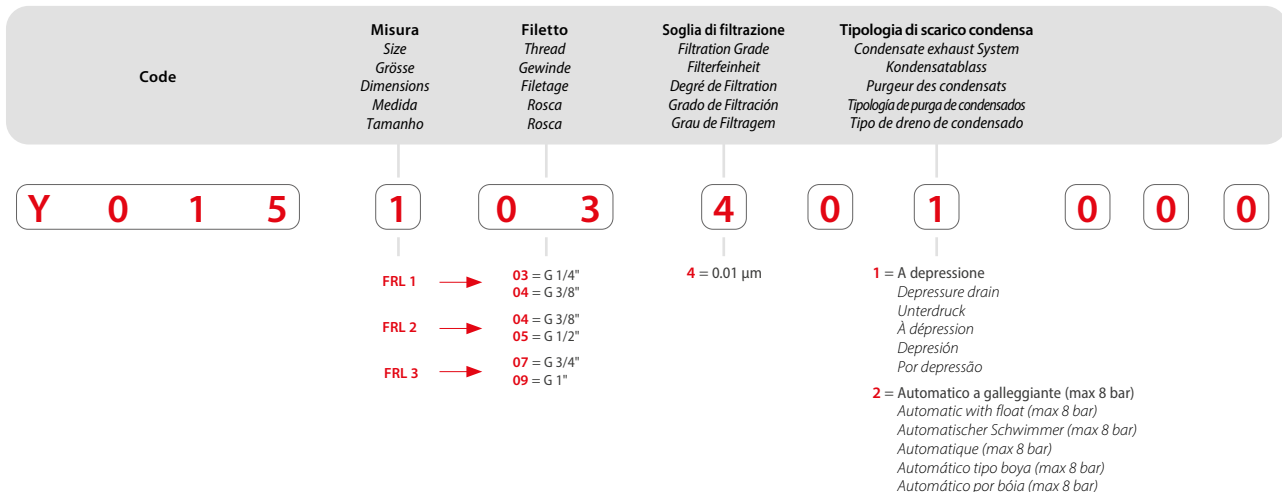 Code
Misura
Size
Grösse
Dimensions
Medida
Tamanho
Filetto
Thread
Gewinde
Filetage
Rosca
Rosca
Soglia di filtrazione
Filtration Grade
Filterfeinheit
Degré de Filtration
Grado de Filtración
Grau de Filtragem
Tipologia di scarico condensa
Condensate exhaust System
Kondensatablass
Purgeur des condensats
Tipología de purga de condensados
Tipo de dreno de condensado
Y 0 1 5 1 0 3 4 0 1 0 0 0
FRL 1
03 = G 1/4"
04 = G 3/8"
FRL 2
04 = G 3/8"
05 = G 1/2"
FRL 3
07 = G 3/4"
09 = G 1"
4 = 0.01 µm
1 = A depressione
Depressure drain
Unterdruck
À dépression
Depresión
Por depressão
2 = Automatico a galleggiante (max 8 bar)
Automatic with float (max 8 bar)
Automatischer Schwimmer (max 8 bar)
Automatique (max 8 bar)
Automático tipo boya (max 8 bar)
Automático por bóia (max 8 bar)